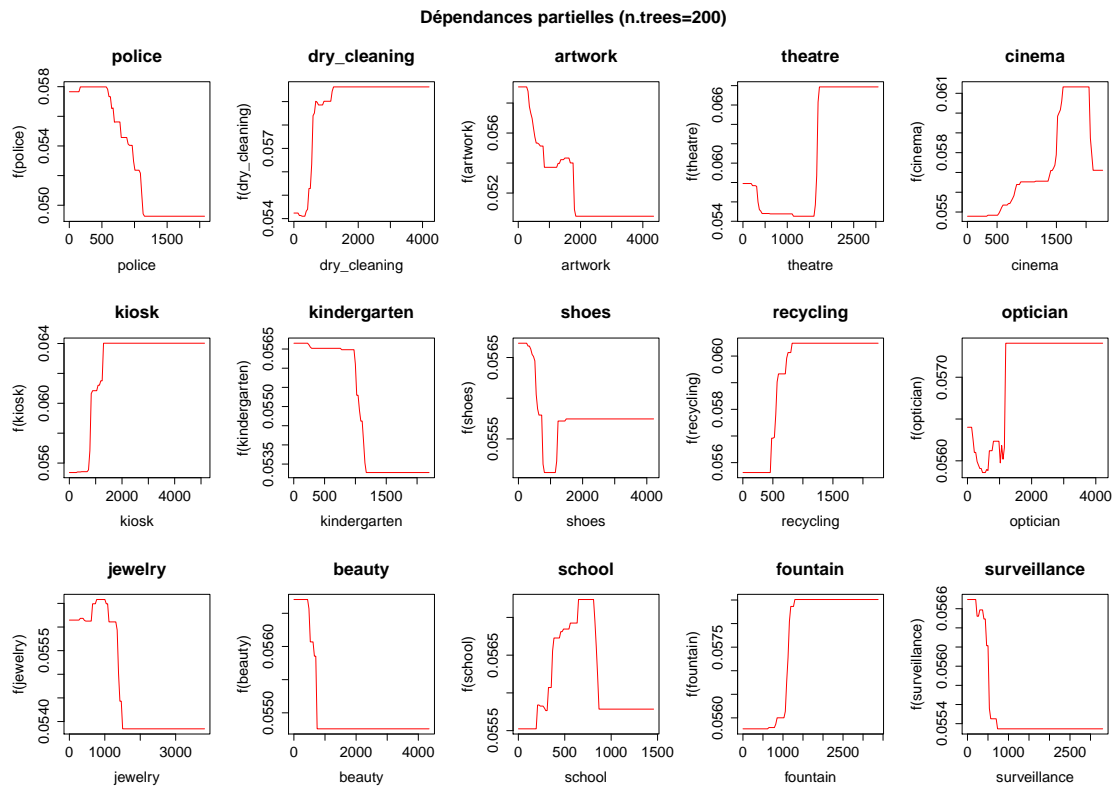 Dépendances partielles (n.trees=200)
police dry_cleaning artwork theatre cinema
f(police) 0.050 0.054 0.058
0 500 1500
police
f(dry_cleaning) 0.054 0.057
0 2000 4000
dry_cleaning
f(artwork) 0.052 0.056
0 2000 4000
artwork
f(theatre) 0.054 0.060 0.066
0 1000 2500
theatre
f(cinema) 0.055 0.058 0.061
0 500 1500
cinema
kiosk kindergarten shoes recycling optician
f(kiosk) 0.056 0.060 0.064
0 2000 4000
kiosk
f(kindergarten) 0.0535 0.0550 0.0565
0 500 1500
kindergarten
f(shoes) 0.0555 0.0565
0 2000 4000
shoes
f(recycling) 0.056 0.058 0.060
0 500 1500
recycling
f(optician) 0.0560 0.0570
0 2000 4000
optician
jewelry beauty school fountain surveillance
f(jewelry) 0.0540 0.0555
0 1000 3000
jewelry
f(beauty) 0.0550 0.0560
0 2000 4000
beauty
f(school) 0.0555 0.0565
0 500 1000 1500
school
f(fountain) 0.0560 0.0575
0 1000 2500
fountain
f(surveillance) 0.0554 0.0560 0.0566
0 1000 2500
surveillance